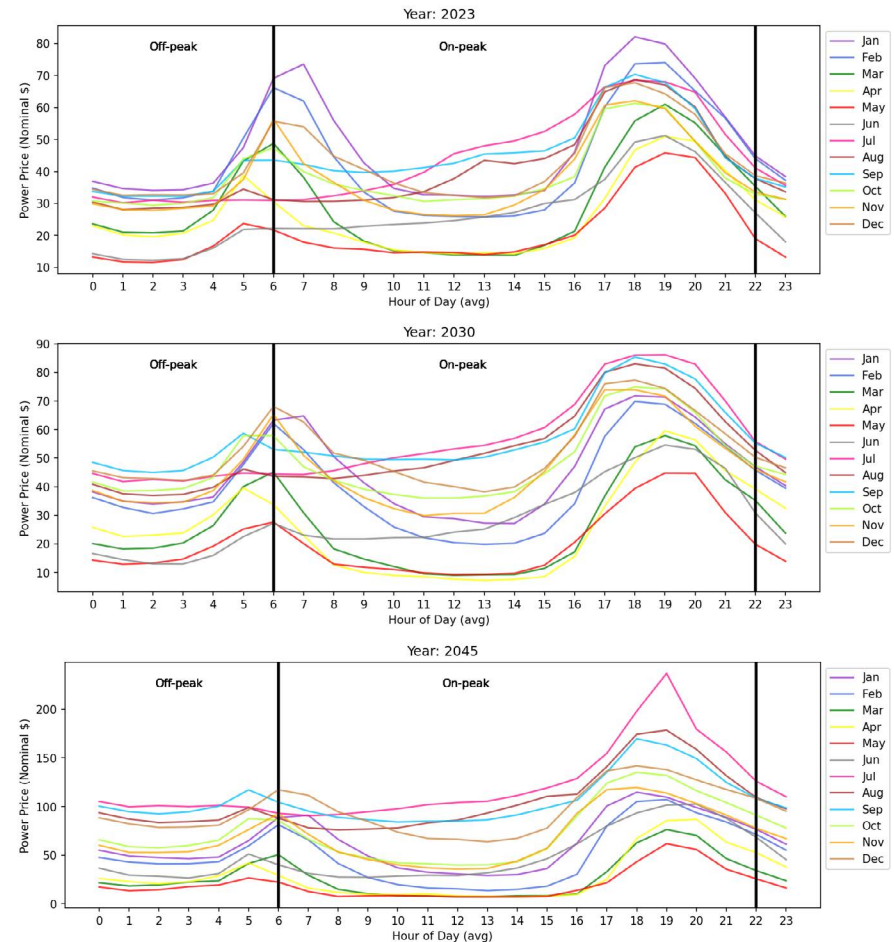 Year: 2023
Off-peak
On-peak
Power Price (Nominal $)
80
70
60
50
40
30
20
10
0 1 2 3 4 5 6 7 8 9 10 11 12 13 14 15 16 17 18 19 20 21 22 23
Hour of Day (avg)
Jan
Feb
Mar
Apr
May
Jun
Jul
Aug
Sep
Oct
Nov
Dec
Year: 2030
Off-peak
On-peak
Power Price (Nominal $)
90
80
70
60
50
40
30
20
10
0 1 2 3 4 5 6 7 8 9 10 11 12 13 14 15 16 17 18 19 20 21 22 23
Hour of Day (avg)
Jan
Feb
Mar
Apr
May
Jun
Jul
Aug
Sep
Oct
Nov
Dec
Year: 2045
Off-peak
On-peak
Power Price (Nominal $)
200
150
100
50
0
0 1 2 3 4 5 6 7 8 9 10 11 12 13 14 15 16 17 18 19 20 21 22 23
Hour of Day (avg)
Jan
Feb
Mar
Apr
May
Jun
Jul
Aug
Sep
Oct
Nov
Dec